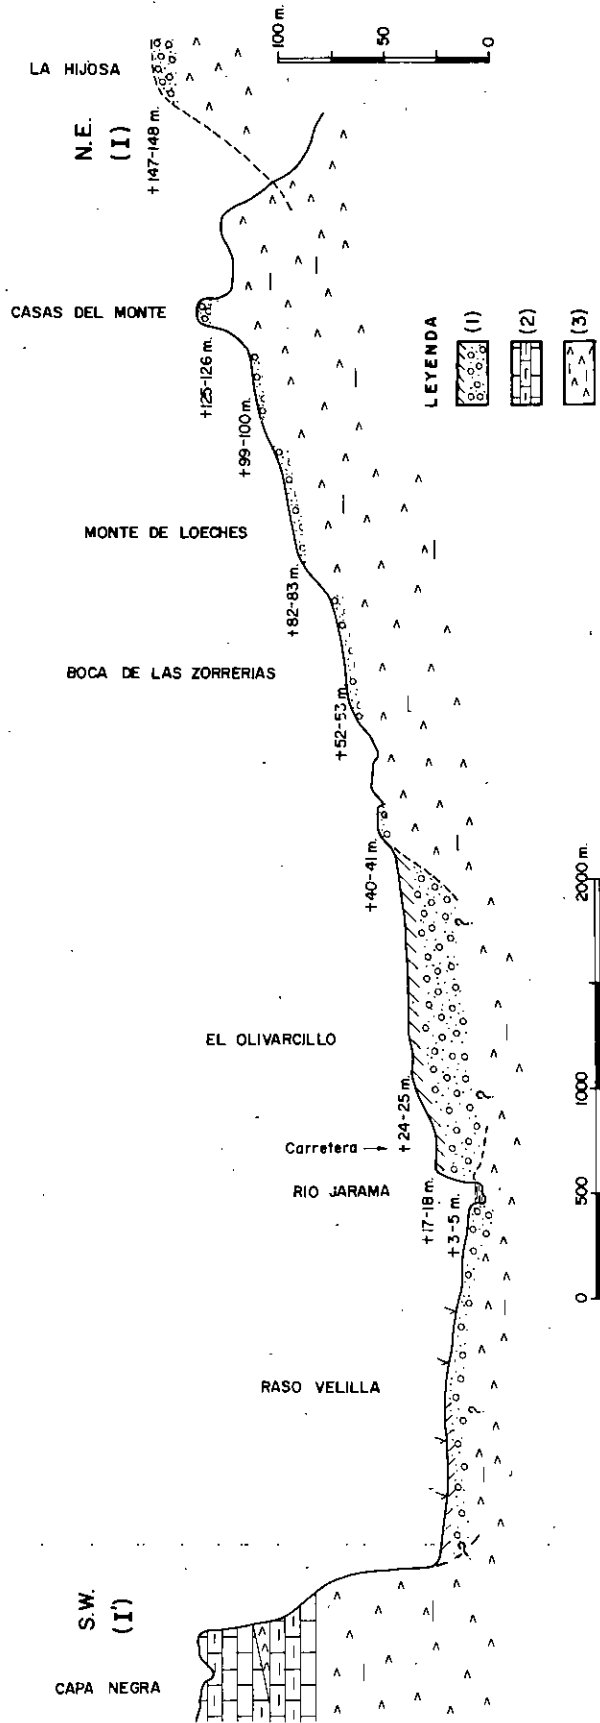 LA HIJOSA
N.E.
(I)
+147-148 m.
100 m.
50
0
CASAS DEL MONTE
+125-126 m.
+99-100 m.
LEYENDA
(1)
(2)
(3)
MONTE DE LOECHES
+82-83 m.
BOCA DE LAS ZORRERIAS
+52-53 m.
+40-41 m.
?
2000 m.
EL OLIVARCILLO
+24-25 m.
Carretera →
?
1000
RIO JARAMA
+17-18 m.
+3-5 m.
500
0
RASO VELILLA
?
S.W.
(I')
CAPA NEGRA